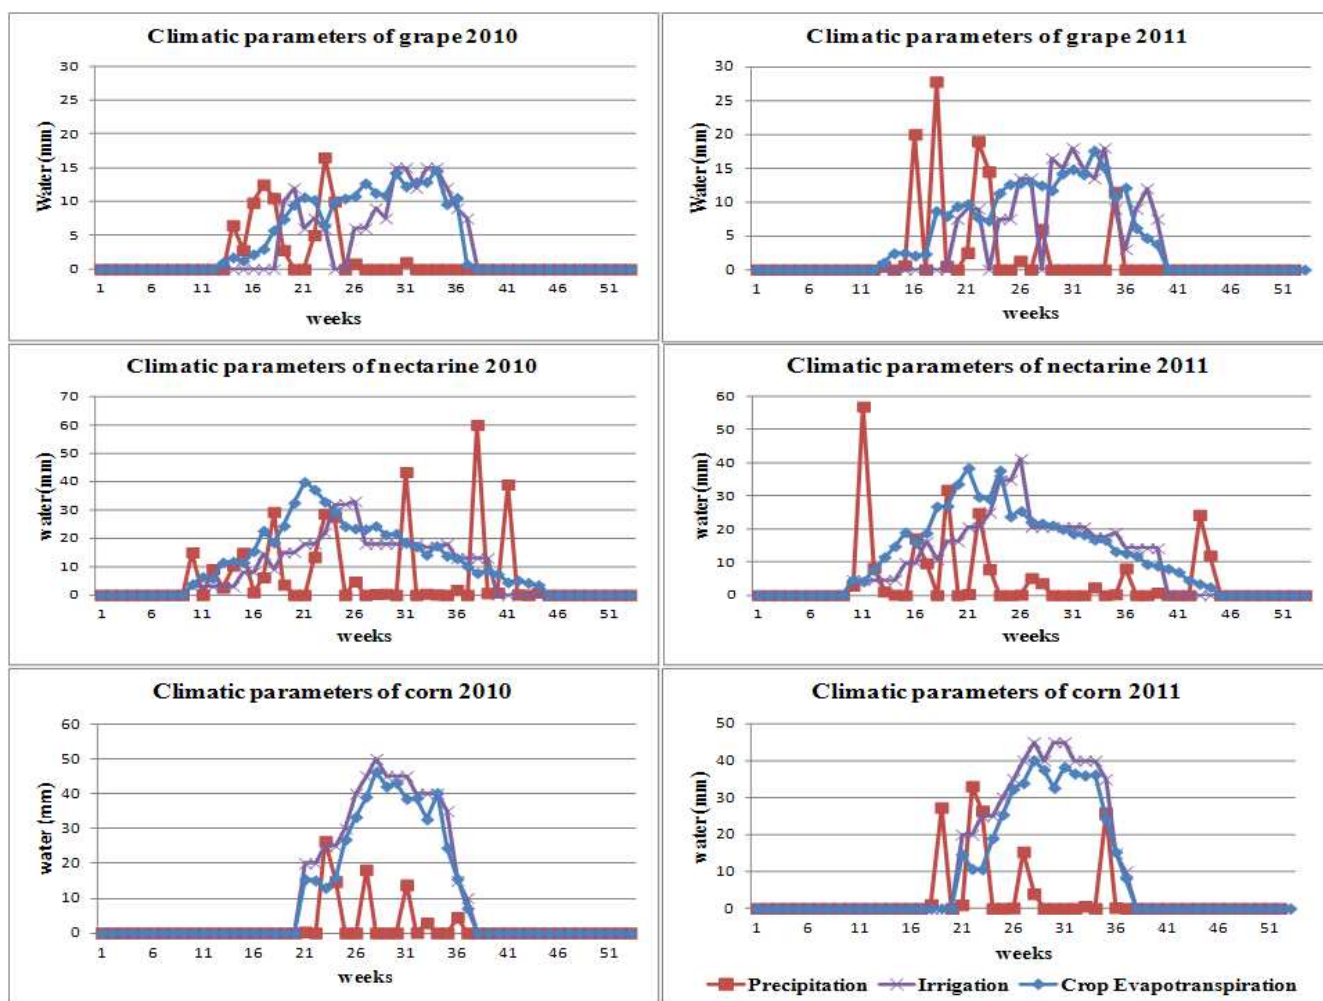 Climatic parameters of grape 2010
30
25
20
15
10
5
0
Water (mm)
1 6 11 16 21 26 31 36 41 46 51
weeks
Climatic parameters of grape 2011
30
25
20
15
10
5
0
Water (mm)
1 6 11 16 21 26 31 36 41 46 51
weeks
Climatic parameters of nectarine 2010
70
60
50
40
30
20
10
0
water (mm)
1 6 11 16 21 26 31 36 41 46 51
weeks
Climatic parameters of nectarine 2011
60
50
40
30
20
10
0
water (mm)
1 6 11 16 21 26 31 36 41 46 51
weeks
Climatic parameters of corn 2010
60
50
40
30
20
10
0
water (mm)
1 6 11 16 21 26 31 36 41 46 51
weeks
Climatic parameters of corn 2011
50
40
30
20
10
0
water (mm)
1 6 11 16 21 26 31 36 41 46 51
weeks
Precipitation Irrigation Crop Evapotranspiration